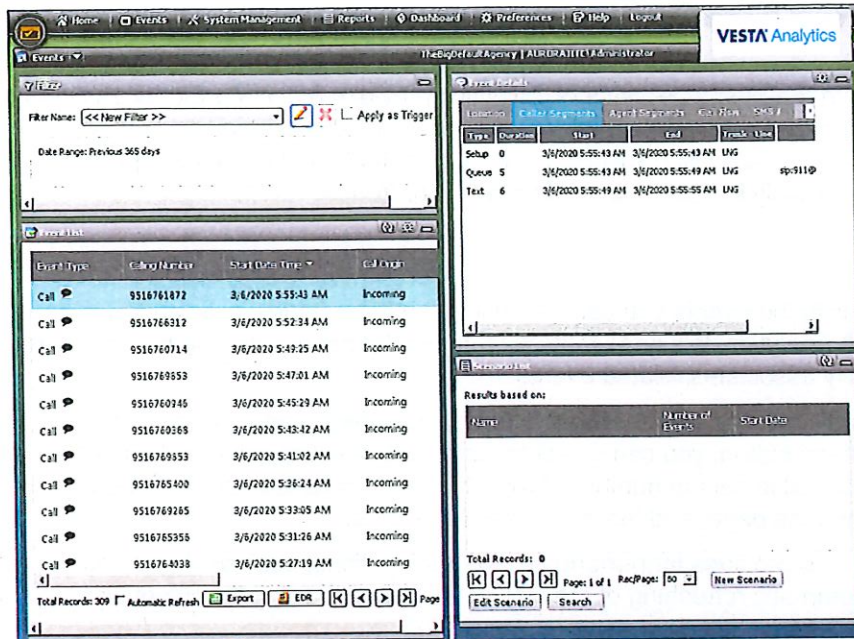 Home | Events | System Management | Reports | Dashboard | Preferences | Help | Logout
VESTA Analytics
Events
TheBigDefaultAgency | AURORATTC\Administrator
Filter
Filter Name: << New Filter >> Apply as Trigger
Date Range: Previous 365 days
Event List
Event Type Calling Number Start Date Time Call Origin
Call 9516761872 3/6/2020 5:55:43 AM Incoming
Call 9516766312 3/6/2020 5:52:34 AM Incoming
Call 9516760714 3/6/2020 5:49:25 AM Incoming
Call 9516769653 3/6/2020 5:47:01 AM Incoming
Call 9516760346 3/6/2020 5:45:29 AM Incoming
Call 9516760368 3/6/2020 5:43:42 AM Incoming
Call 9516769653 3/6/2020 5:41:02 AM Incoming
Call 9516765400 3/6/2020 5:36:24 AM Incoming
Call 9516769265 3/6/2020 5:33:05 AM Incoming
Call 9516765356 3/6/2020 5:31:26 AM Incoming
Call 9516764038 3/6/2020 5:27:19 AM Incoming
Total Records: 309 Automatic Refresh Export EDR Page
Event Details
Location Caller Segments Agent Segments Call Flow SMS /
Type Duration Start End Trunk Line
Setup 0 3/6/2020 5:55:43 AM 3/6/2020 5:55:43 AM LNG
Queue 5 3/6/2020 5:55:43 AM 3/6/2020 5:55:49 AM LNG sip:911@
Text 6 3/6/2020 5:55:49 AM 3/6/2020 5:55:55 AM LNG
Scenario List
Results based on:
Name Number of Events Start Date
Total Records: 0
Page: 1 of 1 Rec/Page: 50 New Scenario
Edit Scenario Search